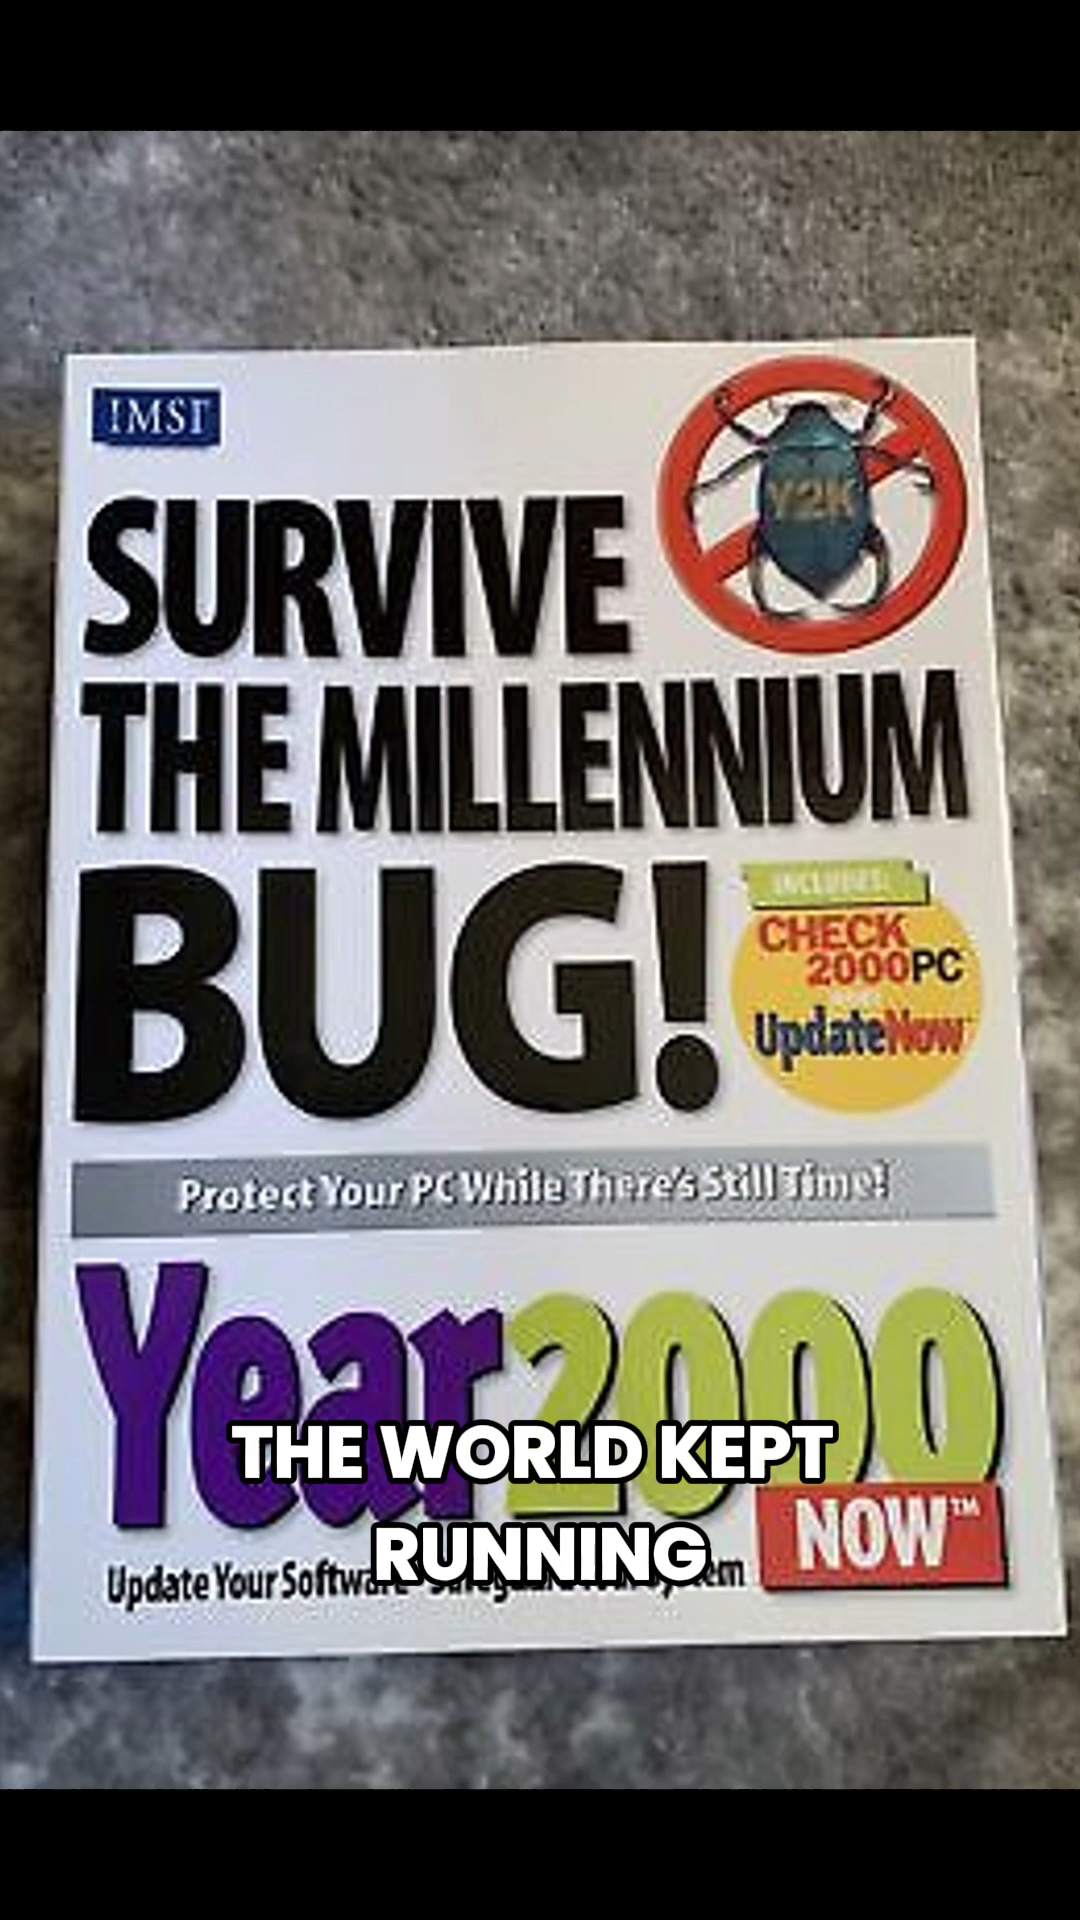 IMSI
Y2K
SURVIVE
THE MILLENNIUM
BUG!
INCLUDES:
CHECK
2000PC
UpdateNow
Protect Your PC While There's Still Time!
Year2000
NOW™
THE WORLD KEPT
RUNNING
Update Your Software